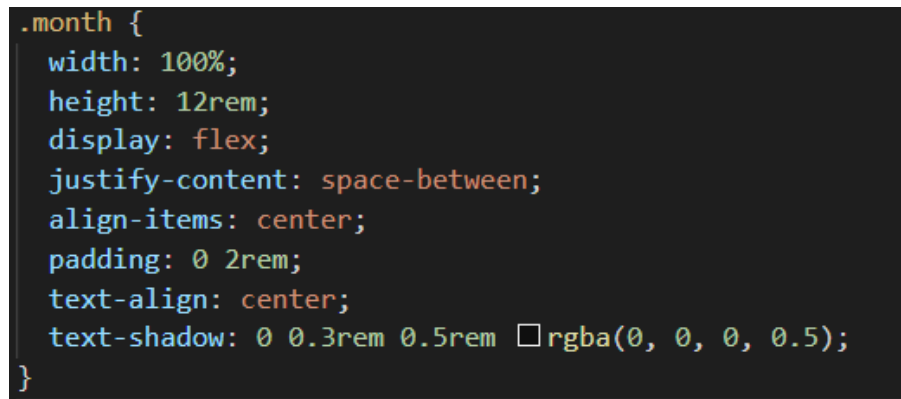 .month {
  width: 100%;
  height: 12rem;
  display: flex;
  justify-content: space-between;
  align-items: center;
  padding: 0 2rem;
  text-align: center;
  text-shadow: 0 0.3rem 0.5rem rgba(0, 0, 0, 0.5);
}